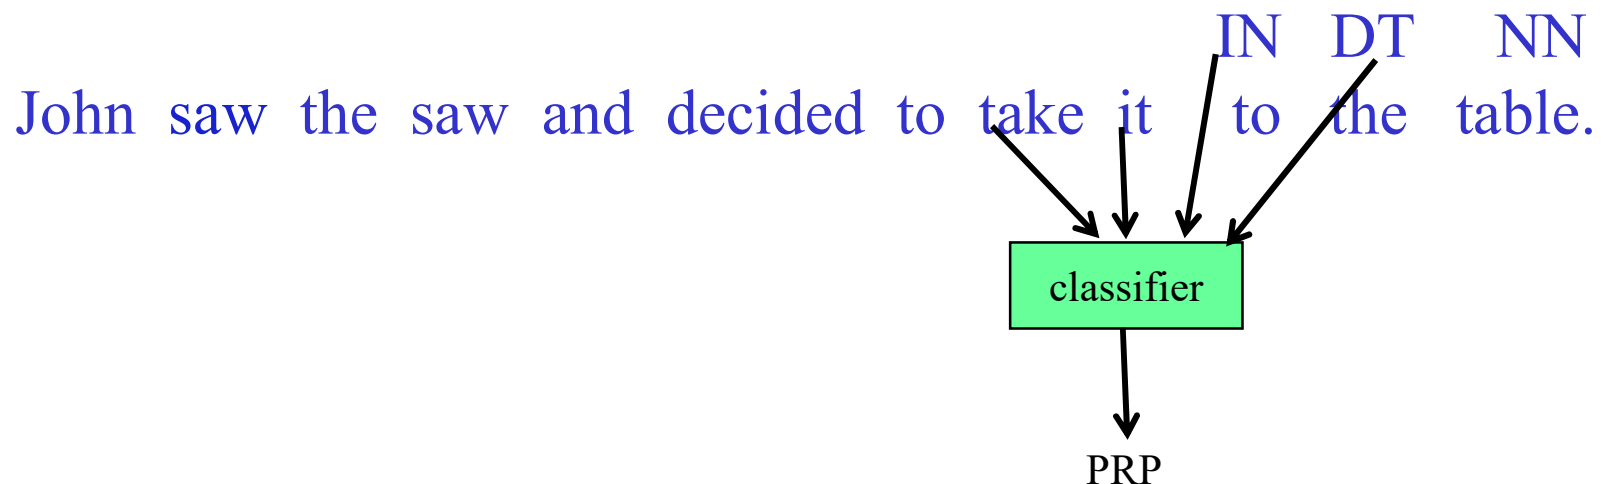 IN DT NN
John saw the saw and decided to take it to the table.
classifier
PRP